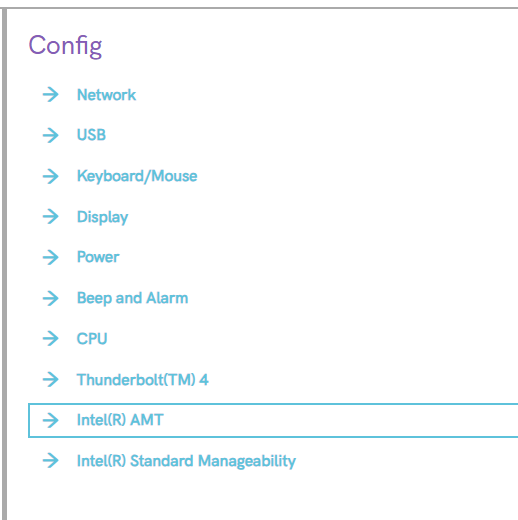 Config
Network
USB
Keyboard/Mouse
Display
Power
Beep and Alarm
CPU
Thunderbolt(TM) 4
Intel(R) AMT
Intel(R) Standard Manageability